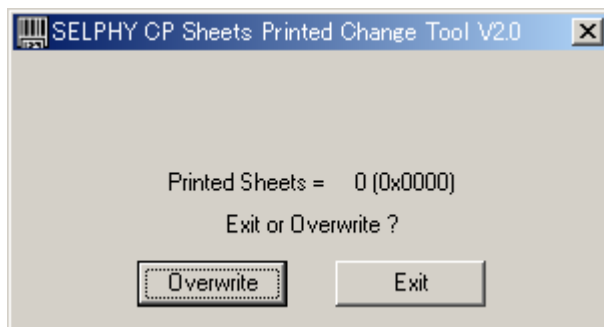 SELPHY CP Sheets Printed Change Tool V2.0
Printed Sheets = 0 (0x0000)
Exit or Overwrite ?
Overwrite Exit